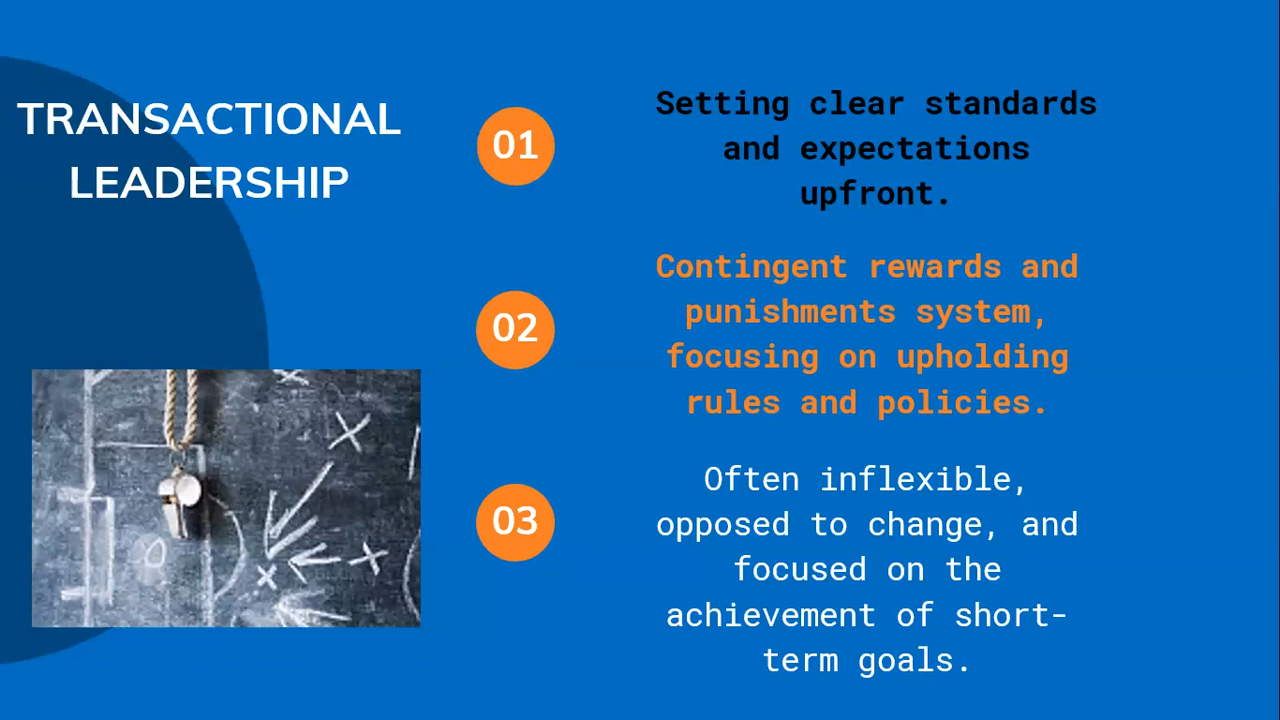 TRANSACTIONAL
LEADERSHIP
01
Setting clear standards
and expectations
upfront.
02
Contingent rewards and
punishments system,
focusing on upholding
rules and policies.
03
Often inflexible,
opposed to change, and
focused on the
achievement of short-
term goals.